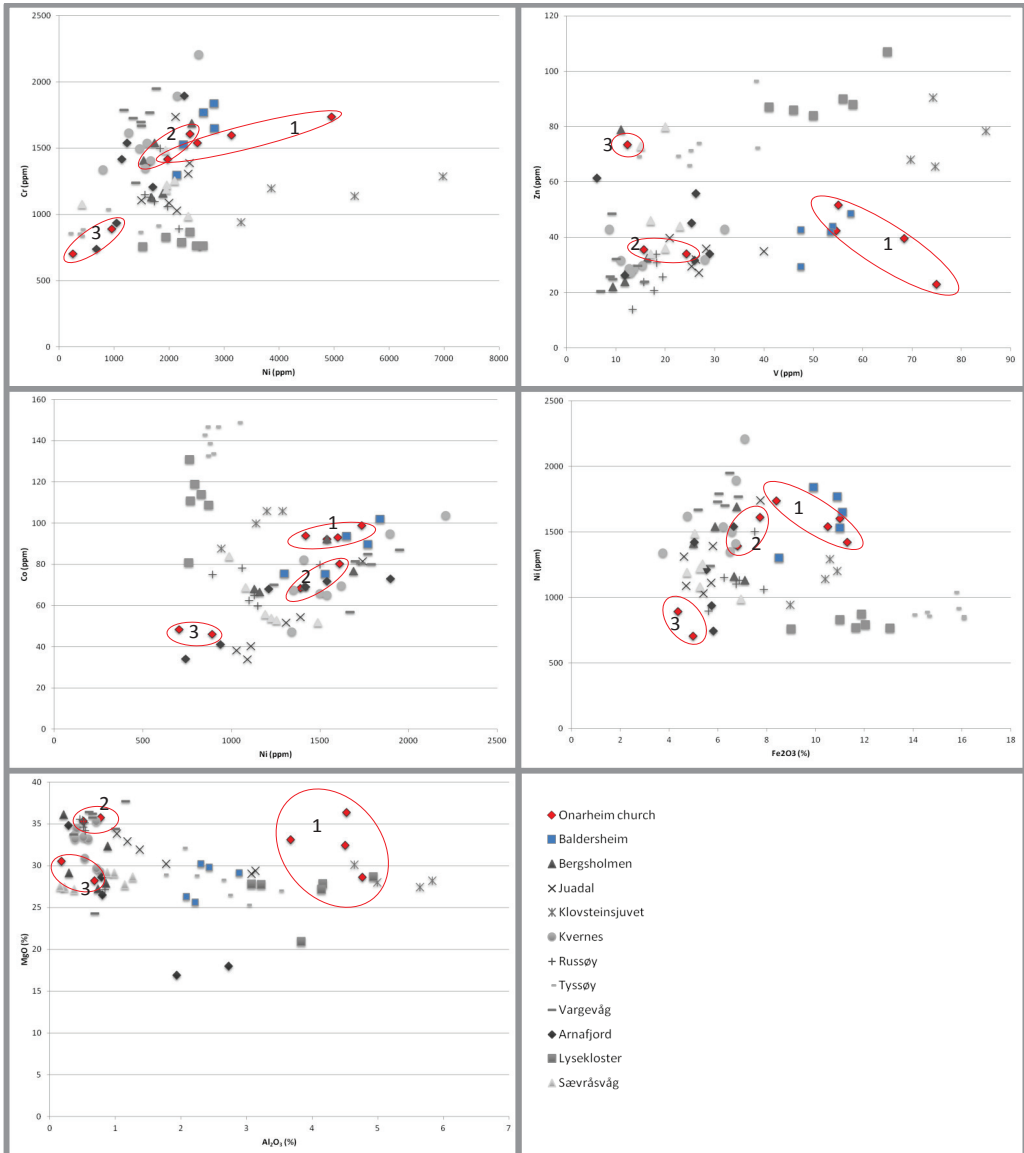 2500
2000
1500
1000
500
0
0 1000 2000 3000 4000 5000 6000 7000 8000
Cr (ppm)
Ni (ppm)
1
2
3
120
100
80
60
40
20
0
0 10 20 30 40 50 60 70 80 90
Zn (ppm)
V (ppm)
3
2
1
160
140
120
100
80
60
40
20
0
0 500 1000 1500 2000 2500
Co (ppm)
Ni (ppm)
1
2
3
2500
2000
1500
1000
500
0
0 2 4 6 8 10 12 14 16 18
Ni (ppm)
Fe2O3 (%)
1
2
3
40
35
30
25
20
15
10
5
0
0 1 2 3 4 5 6 7
MgO (%)
Al₂O₃ (%)
2
1
3
Onarheim church
Baldersheim
Bergsholmen
Juadal
Klovsteinsjuvet
Kvernes
Russøy
Tyssøy
Vargevåg
Arnafjord
Lysekloster
Sævråsvåg